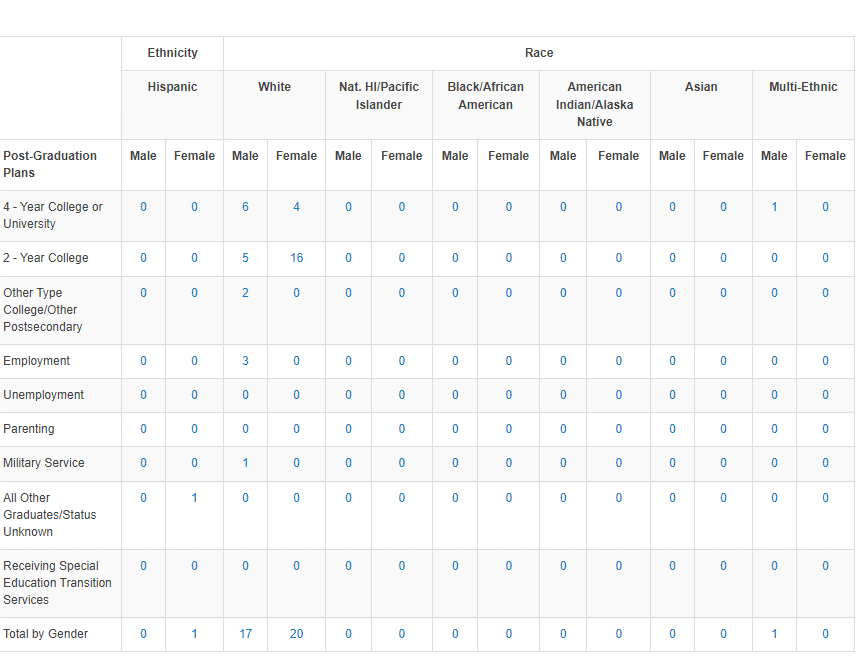 Ethnicity Race
Hispanic White Nat. HI/Pacific Black/African American Asian Multi-Ethnic
Islander American Indian/Alaska
Native
Post-Graduation Male Female Male Female Male Female Male Female Male Female Male Female Male Female
Plans
4 - Year College or 0 0 6 4 0 0 0 0 0 0 0 0 1 0
University
2 - Year College 0 0 5 16 0 0 0 0 0 0 0 0 0 0
Other Type 0 0 2 0 0 0 0 0 0 0 0 0 0 0
College/Other
Postsecondary
Employment 0 0 3 0 0 0 0 0 0 0 0 0 0 0
Unemployment 0 0 0 0 0 0 0 0 0 0 0 0 0 0
Parenting 0 0 0 0 0 0 0 0 0 0 0 0 0 0
Military Service 0 0 1 0 0 0 0 0 0 0 0 0 0 0
All Other 0 1 0 0 0 0 0 0 0 0 0 0 0 0
Graduates/Status
Unknown
Receiving Special 0 0 0 0 0 0 0 0 0 0 0 0 0 0
Education Transition
Services
Total by Gender 0 1 17 20 0 0 0 0 0 0 0 0 1 0